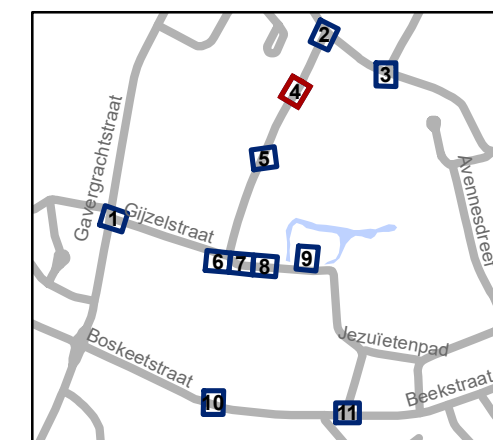 2
3
4
5
Gavergrachtstraat
Avennesdreef
1
Gijzelstraat
6 7 8 9
Jezuïetenpad
Boskeetstraat
Beekstraat
10
11